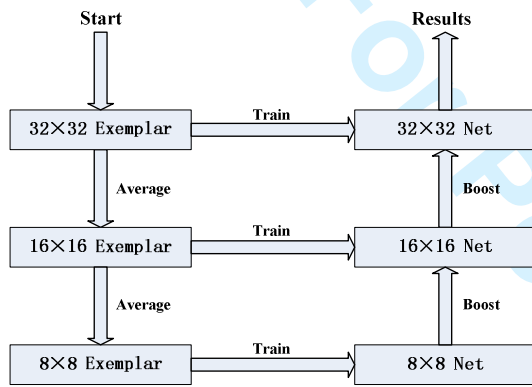 Start Results
32×32 Exemplar Train 32×32 Net
Average Boost
16×16 Exemplar Train 16×16 Net
Average Boost
8×8 Exemplar Train 8×8 Net